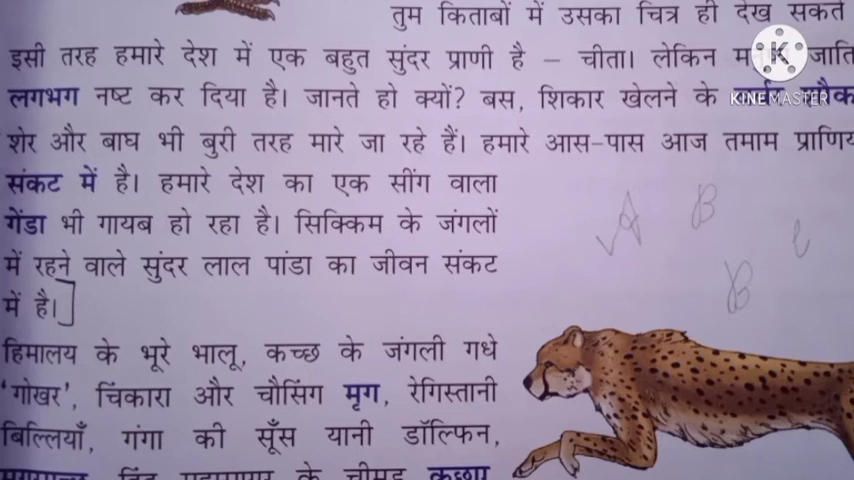 तुम किताबों में उसका चित्र ही देख सकते
इसी तरह हमारे देश में एक बहुत सुंदर प्राणी है – चीता। लेकिन जाति
लगभग नष्ट कर दिया है। जानते हो क्यों? बस, शिकार खेलने के
KINEMASTER
शेर और बाघ भी बुरी तरह मारे जा रहे हैं। हमारे आस-पास आज तमाम
संकट में है। हमारे देश का एक सींग वाला
गेंडा भी गायब हो रहा है। सिक्किम के जंगलों
में रहने वाले सुंदर लाल पांडा का जीवन संकट
में है।]
A B
B
हिमालय के भूरे भालू, कच्छ के जंगली गधे
'गोखर', चिंकारा और चौसिंग मृग, रेगिस्तानी
बिल्लियाँ, गंगा की सूँस यानी डॉल्फिन,
के